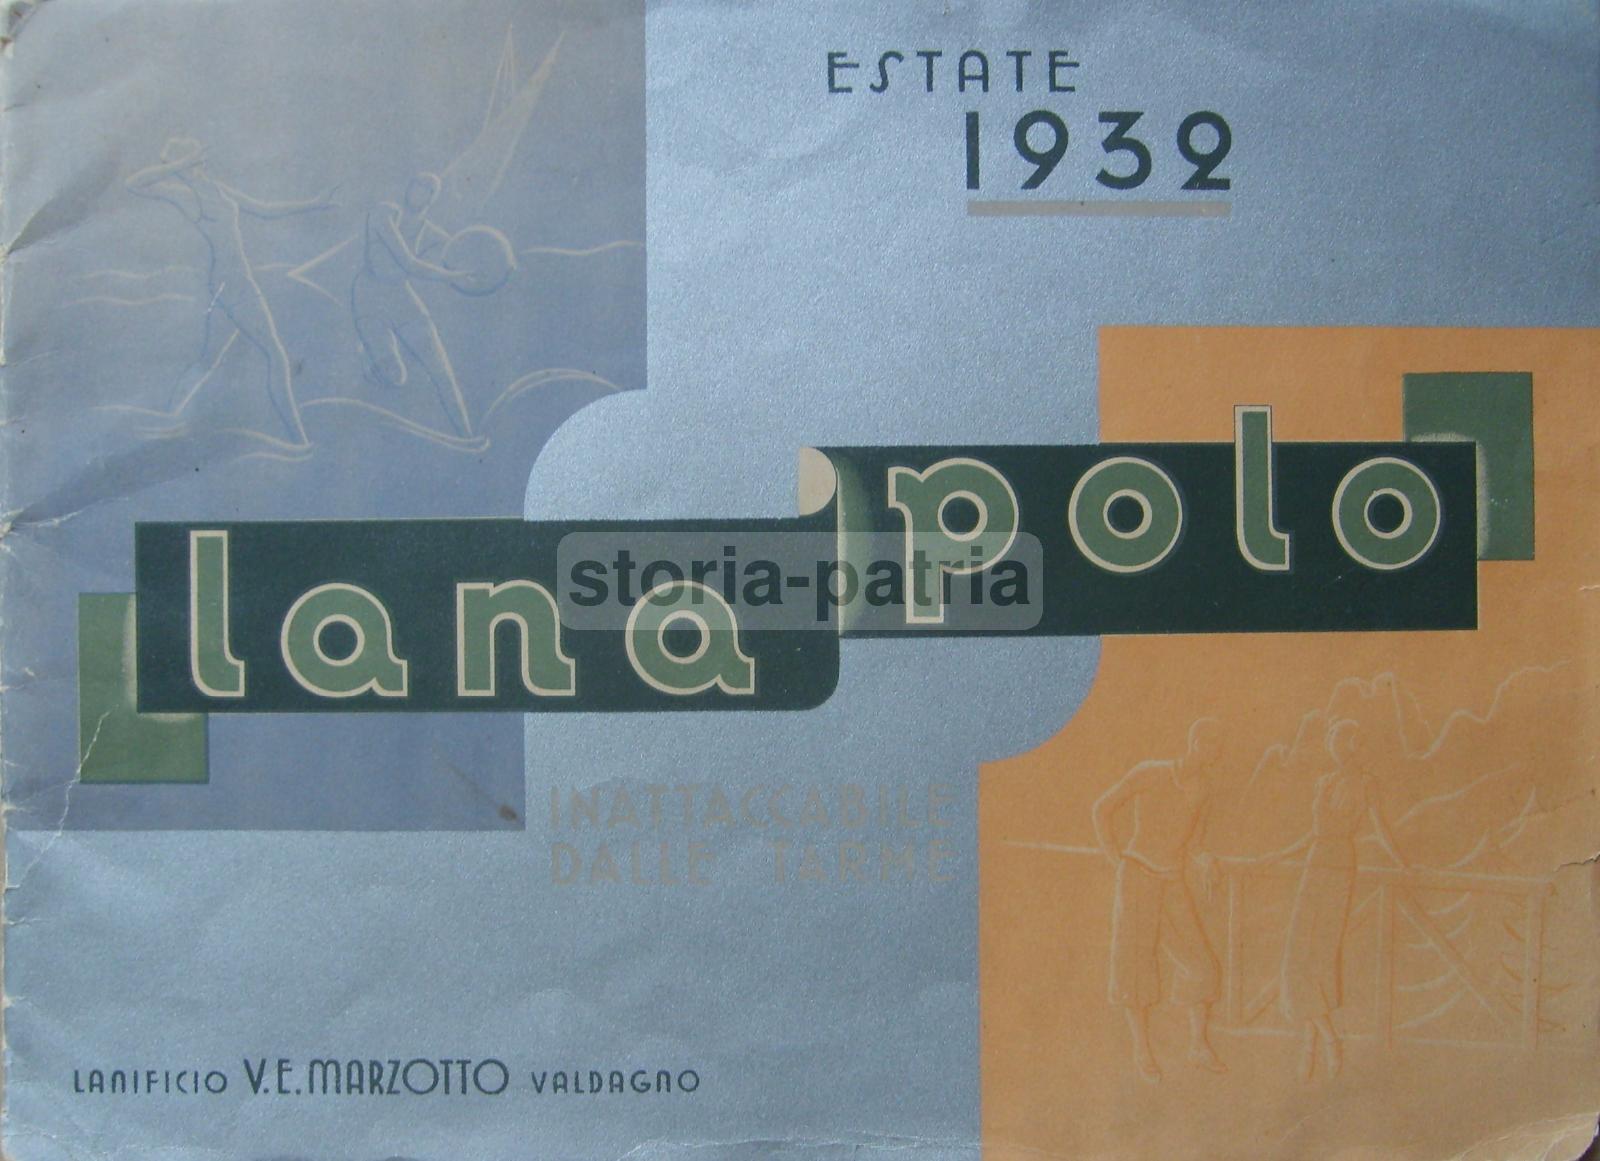 ESTATE
1932
lana polo
storia-patria
INATTACCABILE
DALLE TARME
LANIFICIO V.E. MARZOTTO VALDAGNO